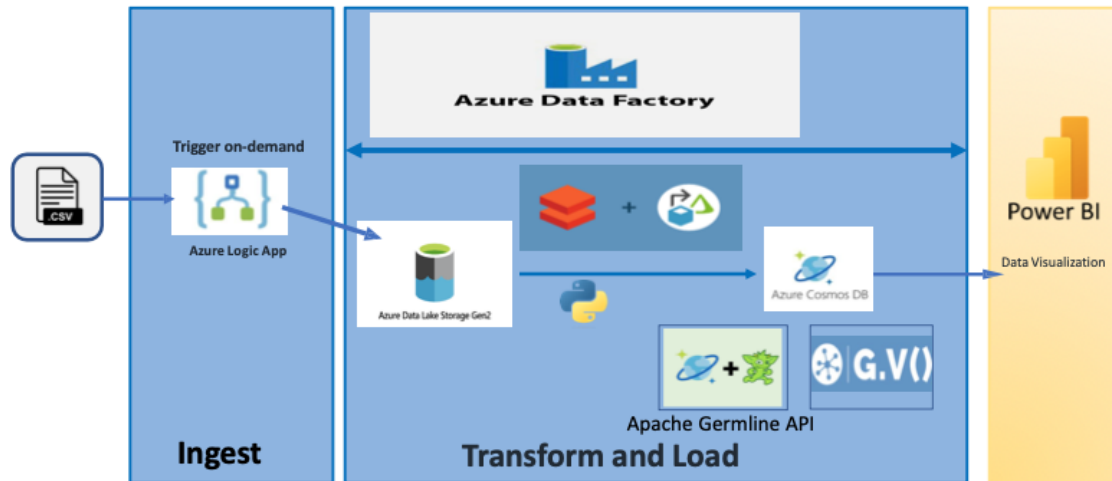 Azure Data Factory
Trigger on-demand
.CSV
Azure Logic App
+
Azure Data Lake Storage Gen2
Azure Cosmos DB
+
G.V()
Apache Germline API
Power BI
Data Visualization
Ingest
Transform and Load